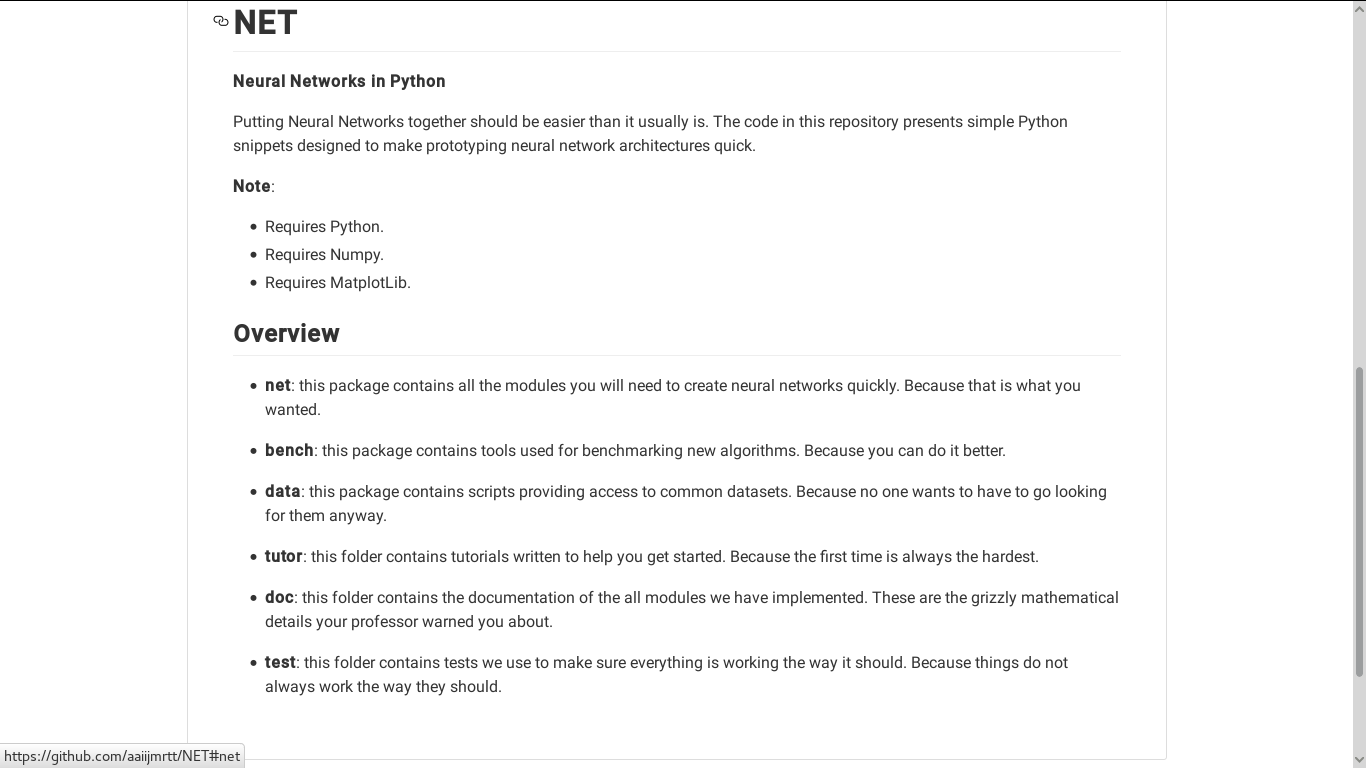 NET
Neural Networks in Python
Putting Neural Networks together should be easier than it usually is. The code in this repository presents simple Python
snippets designed to make prototyping neural network architectures quick.
Note:
• Requires Python.
• Requires Numpy.
• Requires MatplotLib.
Overview
• net: this package contains all the modules you will need to create neural networks quickly. Because that is what you
wanted.
• bench: this package contains tools used for benchmarking new algorithms. Because you can do it better.
• data: this package contains scripts providing access to common datasets. Because no one wants to have to go looking
for them anyway.
• tutor: this folder contains tutorials written to help you get started. Because the first time is always the hardest.
• doc: this folder contains the documentation of the all modules we have implemented. These are the grizzly mathematical
details your professor warned you about.
• test: this folder contains tests we use to make sure everything is working the way it should. Because things do not
always work the way they should.
https://github.com/aaiijmrtt/NET#net